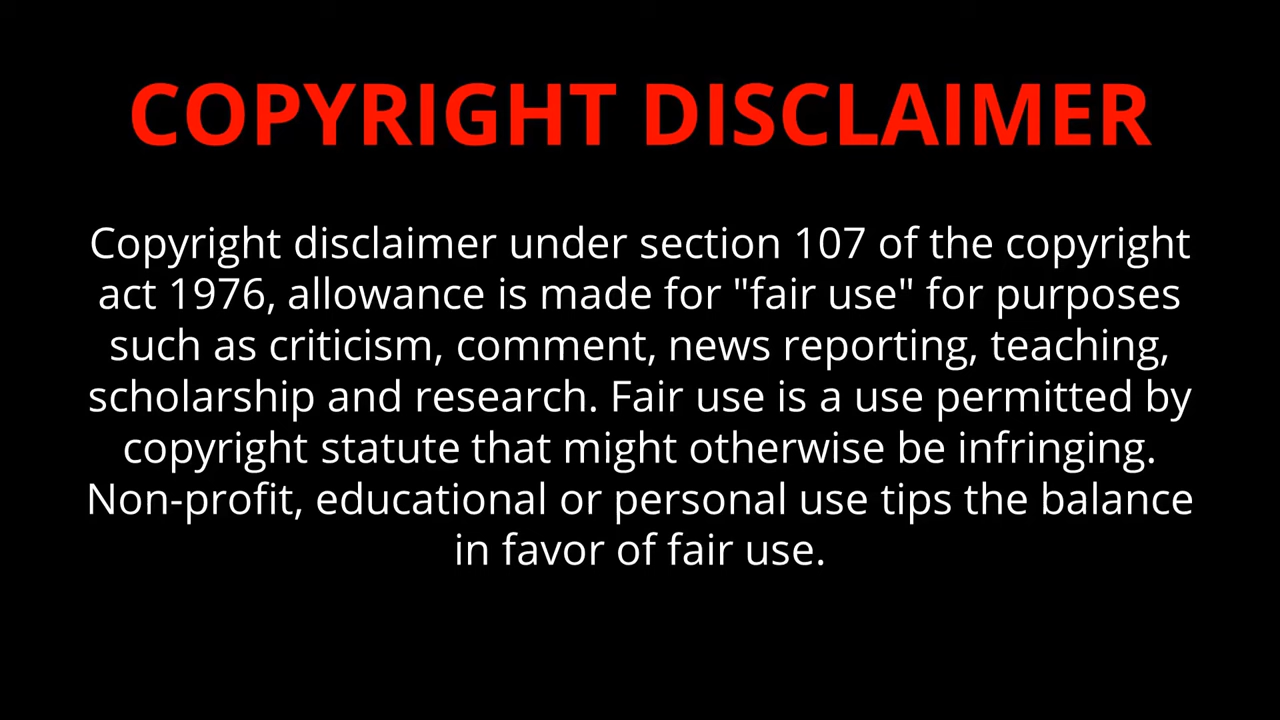 COPYRIGHT DISCLAIMER
Copyright disclaimer under section 107 of the copyright
act 1976, allowance is made for "fair use" for purposes
such as criticism, comment, news reporting, teaching,
scholarship and research. Fair use is a use permitted by
copyright statute that might otherwise be infringing.
Non-profit, educational or personal use tips the balance
in favor of fair use.